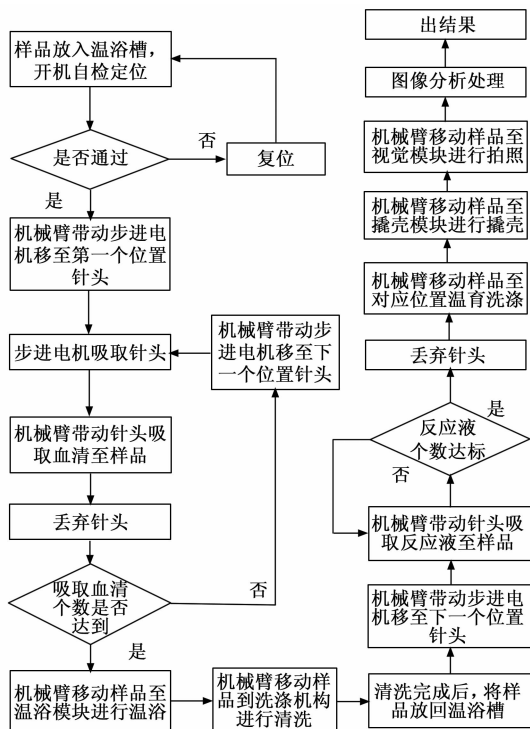 样品放入温浴槽，
开机自检定位
是否通过
否
复位
是
机械臂带动步进电
机移至第一个位置
针头
步进电机吸取针头
机械臂带动步
进电机移至下
一个位置针头
机械臂带动针头吸
取血清至样品
丢弃针头
吸取血清
个数是否
达到
否
是
机械臂移动样品至
温浴模块进行温浴
机械臂移动样
品到洗涤机构
进行清洗
清洗完成后，将样
品放回温浴槽
机械臂带动步进电
机移至下一个位置
针头
机械臂带动针头吸
取反应液至样品
反应液
个数达标
否
是
丢弃针头
机械臂移动样品至
对应位置温育洗涤
机械臂移动样品至
撬壳模块进行撬壳
机械臂移动样品至
视觉模块进行拍照
图像分析处理
出结果